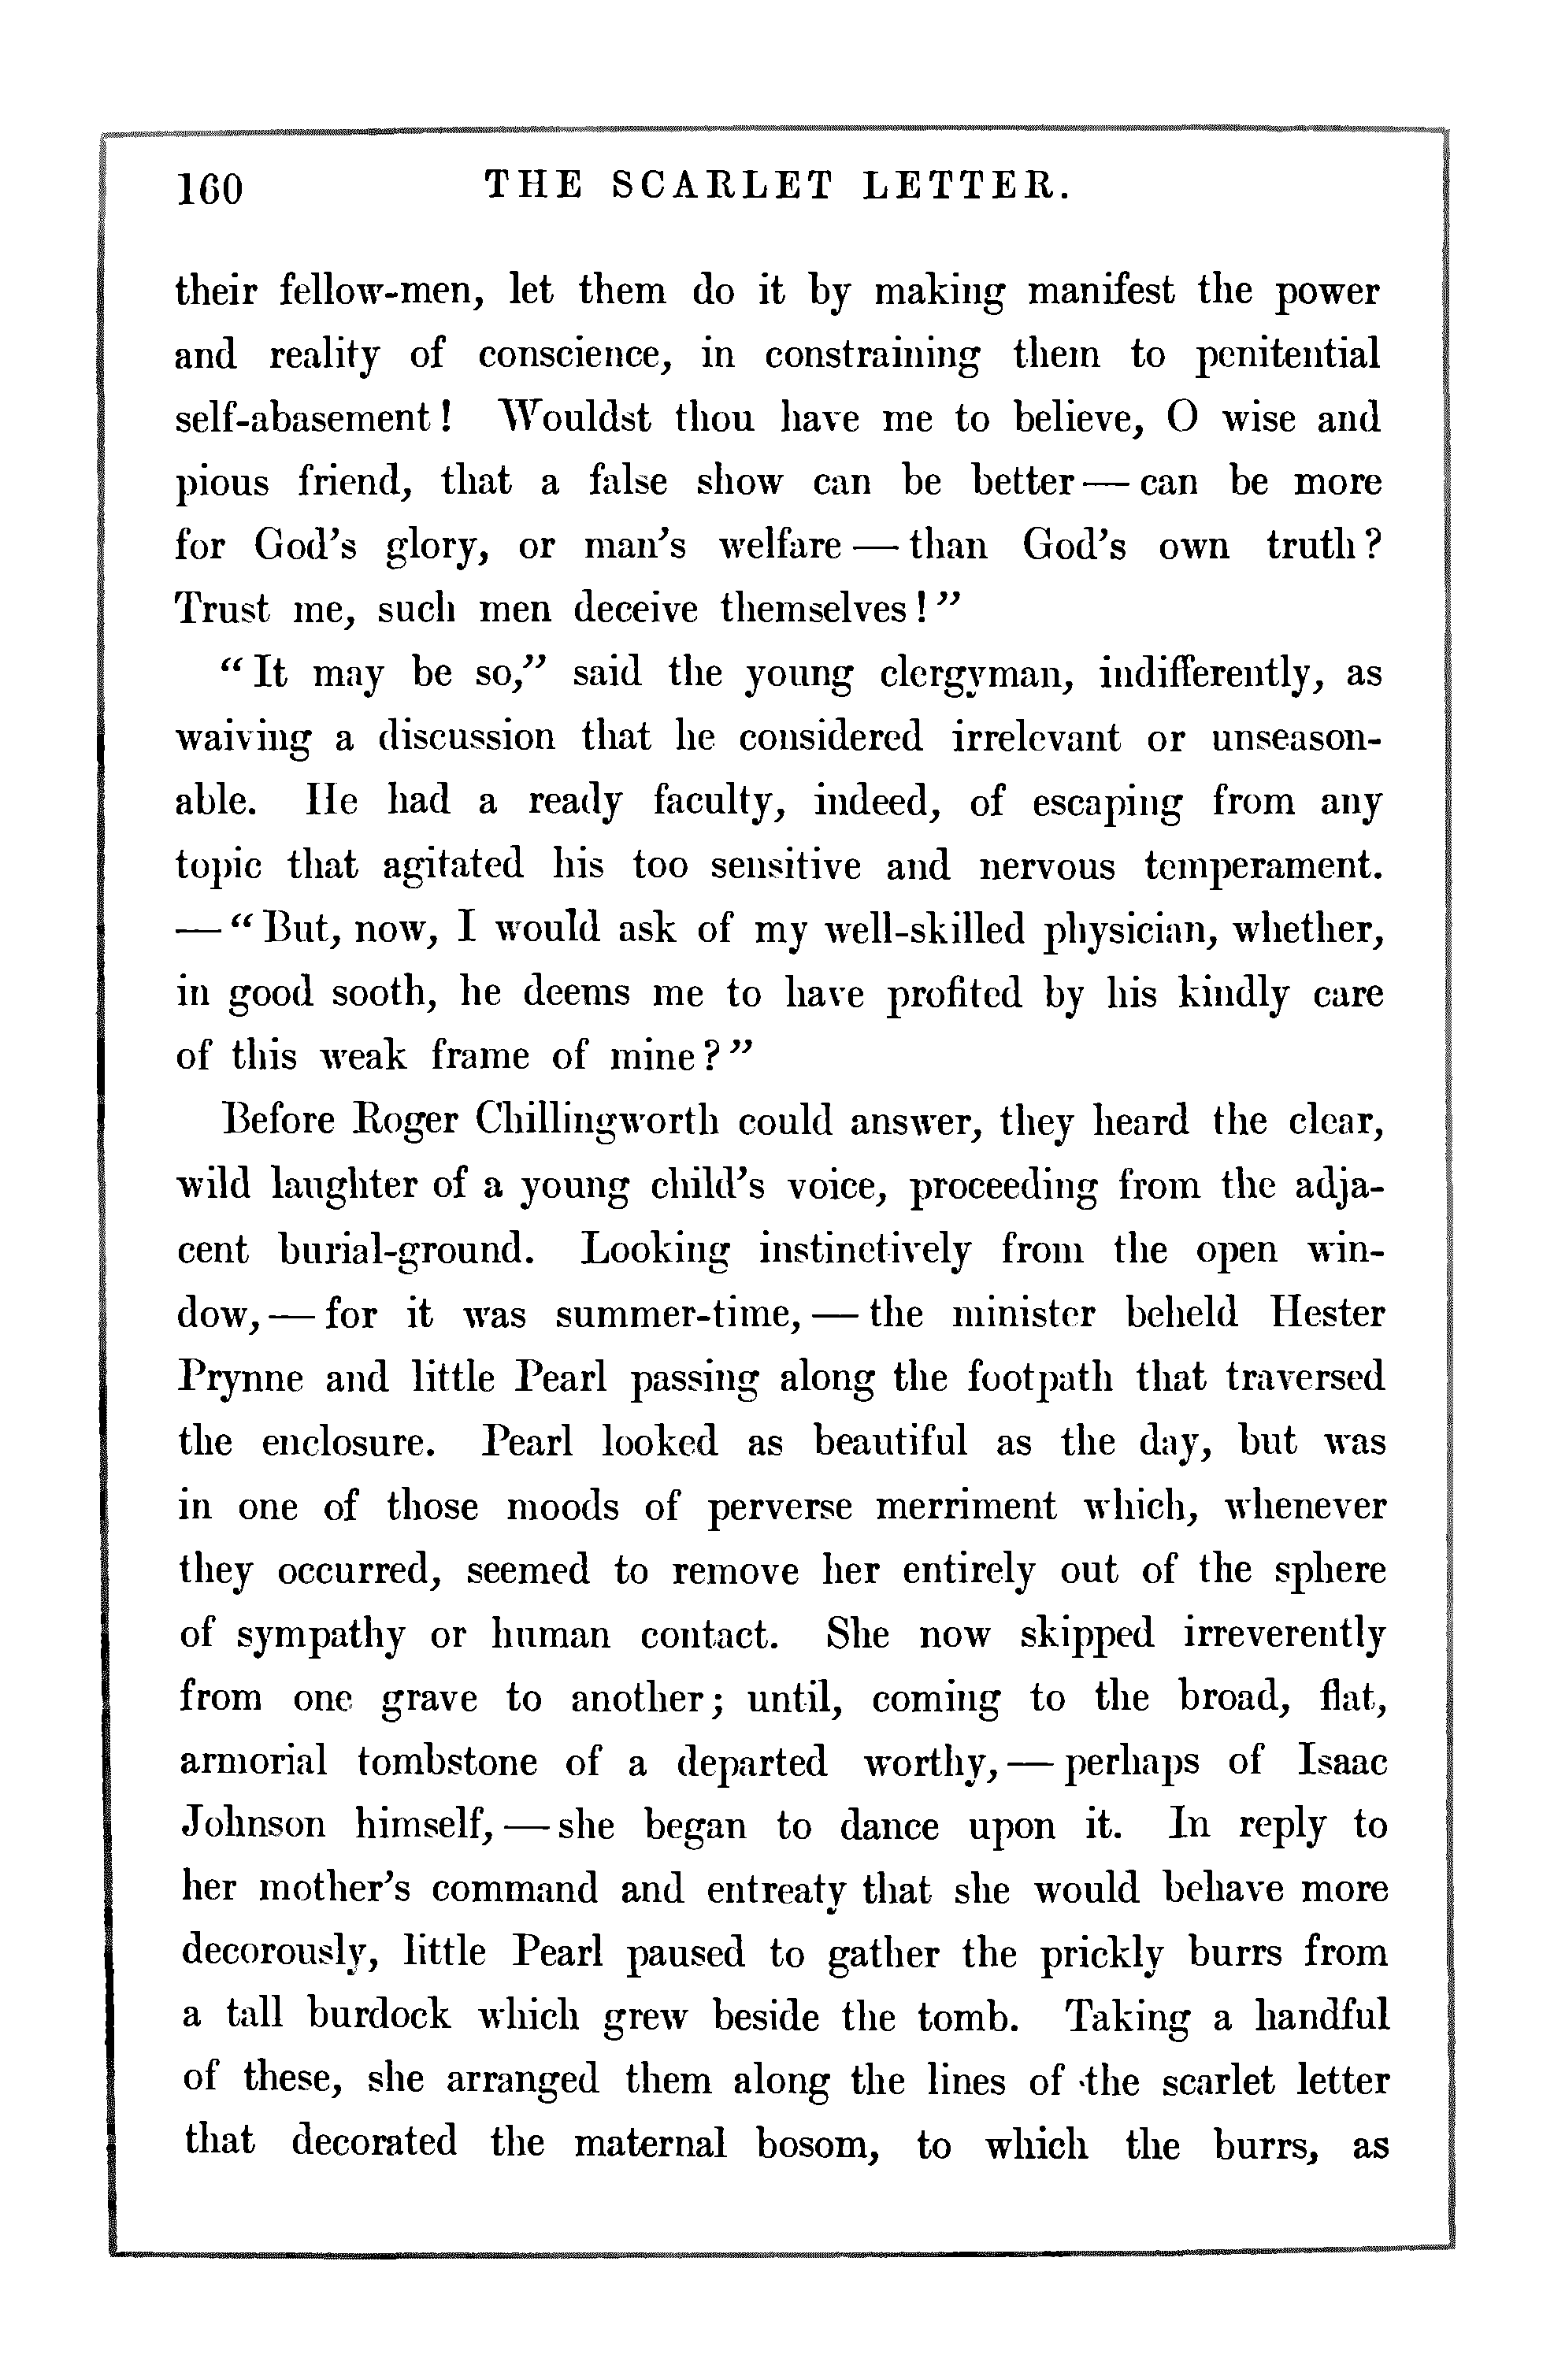 160 THE SCARLET LETTER.
their fellow-men, let them do it by making manifest the power
and reality of conscience, in constraining them to penitential
self-abasement! Wouldst thou have me to believe, O wise and
pious friend, that a false show can be better — can be more
for God's glory, or man's welfare — than God's own truth?
Trust me, such men deceive themselves!”
“It may be so,” said the young clergyman, indifferently, as
waiving a discussion that he considered irrelevant or unseason-
able. He had a ready faculty, indeed, of escaping from any
topic that agitated his too sensitive and nervous temperament.
— “But, now, I would ask of my well-skilled physician, whether,
in good sooth, he deems me to have profited by his kindly care
of this weak frame of mine?”
Before Roger Chillingworth could answer, they heard the clear,
wild laughter of a young child's voice, proceeding from the adja-
cent burial-ground. Looking instinctively from the open win-
dow, — for it was summer-time, — the minister beheld Hester
Prynne and little Pearl passing along the footpath that traversed
the enclosure. Pearl looked as beautiful as the day, but was
in one of those moods of perverse merriment which, whenever
they occurred, seemed to remove her entirely out of the sphere
of sympathy or human contact. She now skipped irreverently
from one grave to another; until, coming to the broad, flat,
armorial tombstone of a departed worthy, — perhaps of Isaac
Johnson himself, — she began to dance upon it. In reply to
her mother's command and entreaty that she would behave more
decorously, little Pearl paused to gather the prickly burrs from
a tall burdock which grew beside the tomb. Taking a handful
of these, she arranged them along the lines of the scarlet letter
that decorated the maternal bosom, to which the burrs, as